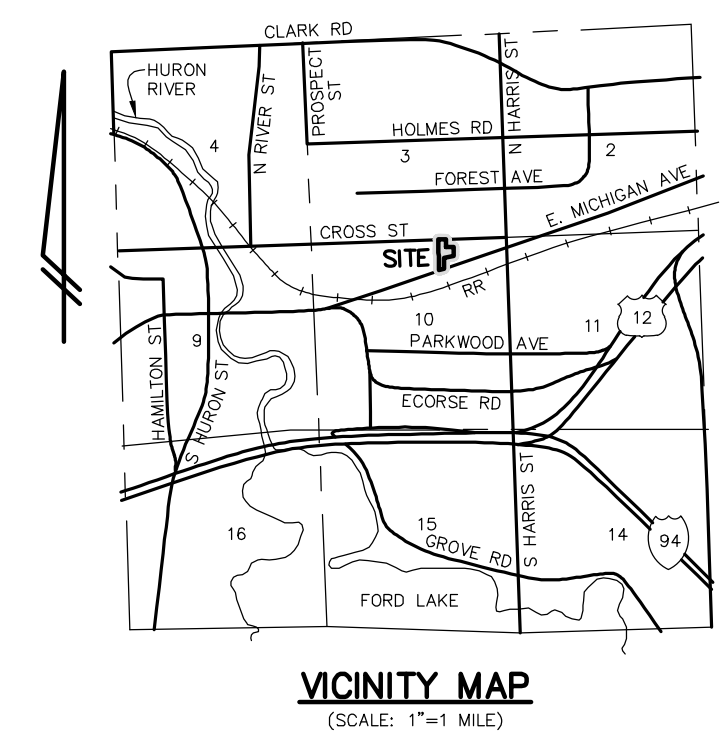 CLARK RD
HURON
RIVER
N RIVER ST
PROSPECT
ST
N HARRIS ST
4
HOLMES RD
3
2
FOREST AVE
E. MICHIGAN AVE
CROSS ST
SITE
RR
10
11
12
9
PARKWOOD AVE
HAMILTON ST
S HURON ST
ECORSE RD
S HARRIS ST
16
15
14
94
GROVE RD
FORD LAKE
VICINITY MAP
(SCALE: 1"=1 MILE)